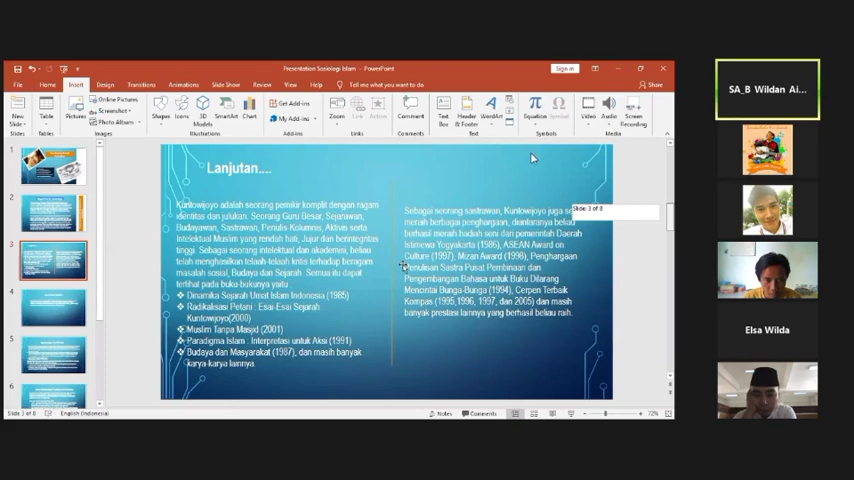 Presentation Sosiologi Islam - PowerPoint
Sign in
File
Home
Insert
Design
Transitions
Animations
Slide Show
Review
View
Tell me what you want to do
Share
New
Slide
Table
Tables
Pictures
Online Pictures
Screenshot
Photo Album
Images
Shapes
Icons
3D
Models
SmartArt
Chart
Illustrations
Get Add-ins
My Add-ins
Add-ins
Zoom
Link
Action
Links
Comment
Comments
Text
Box
Header
& Footer
WordArt
Text
Equation
Symbol
Symbols
Video
Audio
Screen
Recording
Media
1
2
3
4
5
6
Lanjutan....
Kuntowijoyo adalah seorang pemikir komplit dengan ragam
identitas dan julukan. Seorang Guru Besar, Sejarawan,
Budayawan, Sastrawan, Penulis-Kolumnis, Aktivis serta
Intelektual Muslim yang rendah hati, Jujur dan berintegritas
tinggi. Sebagai seorang intelektual dan akademisi, beliau
telah menghasilkan telaah-telaah kritis terhadap beragam
masalah sosial, Budaya dan Sejarah. Semua itu dapat
terlihat pada buku-bukunya yaitu
❖ Dinamika Sejarah Umat Islam Indonesia (1985)
❖ Radikalisasi Petani : Esai-Esai Sejarah
Kuntowijoyo(2000)
❖ Muslim Tanpa Masjid (2001)
❖ Paradigma Islam : Interpretasi untuk Aksi (1991)
❖ Budaya dan Masyarakat (1987), dan masih banyak
karya-karya lainnya.
Sebagai seorang sastrawan, Kuntowijoyo juga
meraih berbagai penghargaan, diantaranya beliau
berhasil meraih hadiah seni dari pemerintah Daerah
Istimewa Yogyakarta (1986), ASEAN Award on
Culture (1997), Mizan Award (1998), Penghargaan
Penulisan Sastra Pusat Pembinaan dan
Pengembangan Bahasa untuk Buku Dilarang
Mencintai Bunga-Bunga (1994), Cerpen Terbaik
Kompas (1995,1996, 1997, dan 2005) dan masih
banyak prestasi lainnya yang berhasil beliau raih.
Slide: 3 of 8
Slide 3 of 8
English (Indonesia)
Notes
Comments
72%
SA_B Wildan Ai...
Elsa Wilda